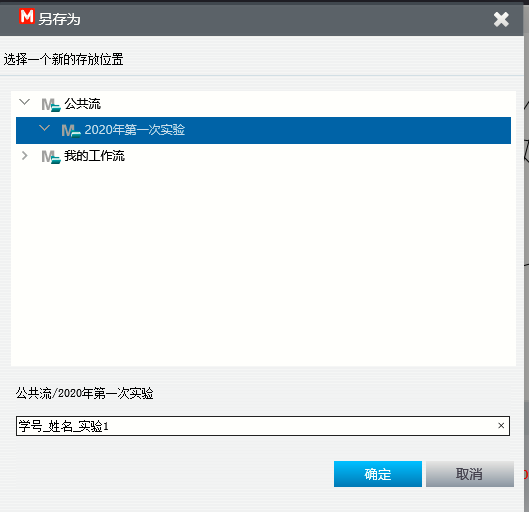 M 另存为
选择一个新的存放位置
公共流
2020年第一次实验
我的工作流
公共流/2020年第一次实验
学号_姓名_实验1
确定 取消